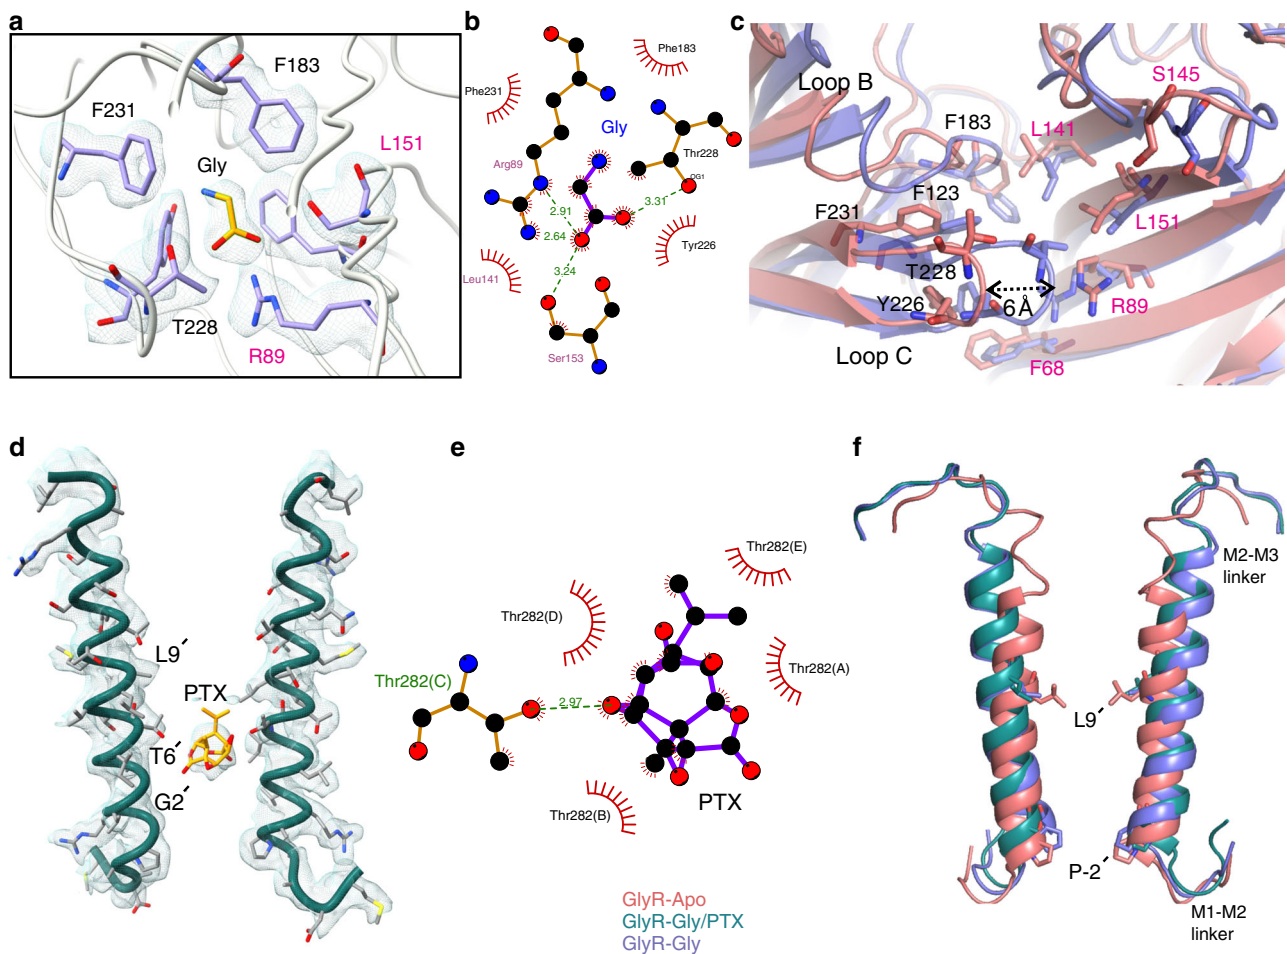 a
F183
F231
Gly
L151
T228
R89
b
Phe183
Phe231
Gly
Arg89
Thr228
OG1
2.91
3.31
2.64
Tyr226
3.24
Leu141
Ser153
c
S145
Loop B
F183
L141
F123
F231
L151
T228
Y226
6 Å
R89
Loop C
F68
d
L9
PTX
T6
G2
e
Thr282(E)
Thr282(D)
Thr282(A)
Thr282(C)
2.97
PTX
Thr282(B)
GlyR-Apo
GlyR-Gly/PTX
GlyR-Gly
f
M2-M3
linker
L9
P-2
M1-M2
linker